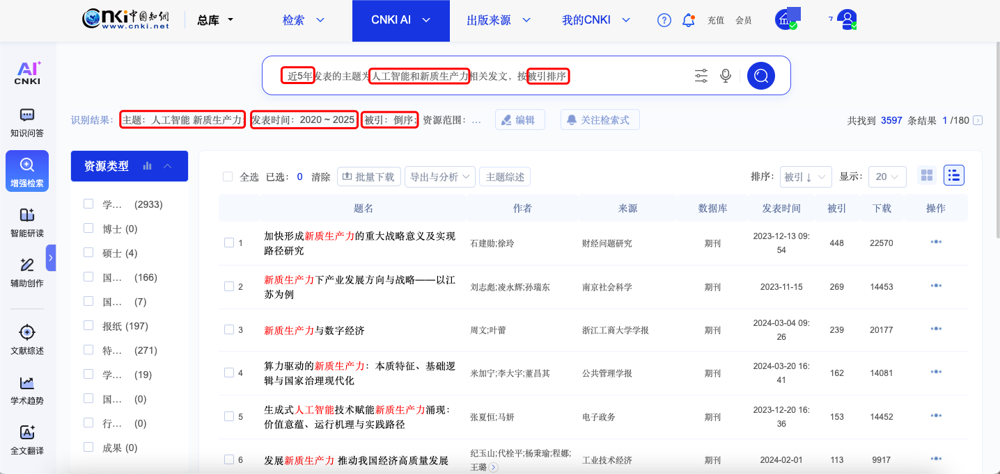 cnki中国知网
www.cnki.net
总库
检索
CNKI AI
出版来源
我的CNKI
充值
会员
7
AI+
CNKI
知识问答
增强检索
智能研读
辅助创作
文献综述
学术趋势
全文翻译
近5年发表的主题为人工智能和新质生产力相关发文，按被引排序
识别结果：
主题：人工智能 新质生产力;
发表时间：2020 ~ 2025;
被引：倒序;
资源范围：...
编辑
关注检索式
共找到 3597 条结果 1 /180
资源类型
学... (2933)
博士 (0)
硕士 (4)
国... (166)
国... (7)
报纸 (197)
特... (271)
学... (19)
国... (0)
行... (0)
成果 (0)
全选 已选： 0 清除 批量下载 导出与分析 主题综述
排序： 被引↓ 显示： 20
题名 作者 来源 数据库 发表时间 被引 下载 操作
1 加快形成新质生产力的重大战略意义及实现
路径研究
石建勋;徐玲 财经问题研究 期刊
2023-12-13 09:
54
448 22570
2 新质生产力下产业发展方向与战略——以江
苏为例
刘志彪;凌永辉;孙瑞东 南京社会科学 期刊 2023-11-15 269 14453
3 新质生产力与数字经济
周文;叶蕾 浙江工商大学学报 期刊
2024-03-04 09:
26
239 20177
4 算力驱动的新质生产力：本质特征、基础逻
辑与国家治理现代化
米加宁;李大宇;董昌其 公共管理学报 期刊
2024-03-20 16:
41
162 14081
5 生成式人工智能技术赋能新质生产力涌现：
价值意蕴、运行机理与实践路径
张夏恒;马妍 电子政务 期刊
2023-12-20 16:
36
153 14452
6 发展新质生产力 推动我国经济高质量发展
纪玉山;代栓平;杨秉瑜;程娜;
王璐
工业技术经济 期刊 2024-02-01 113 9917